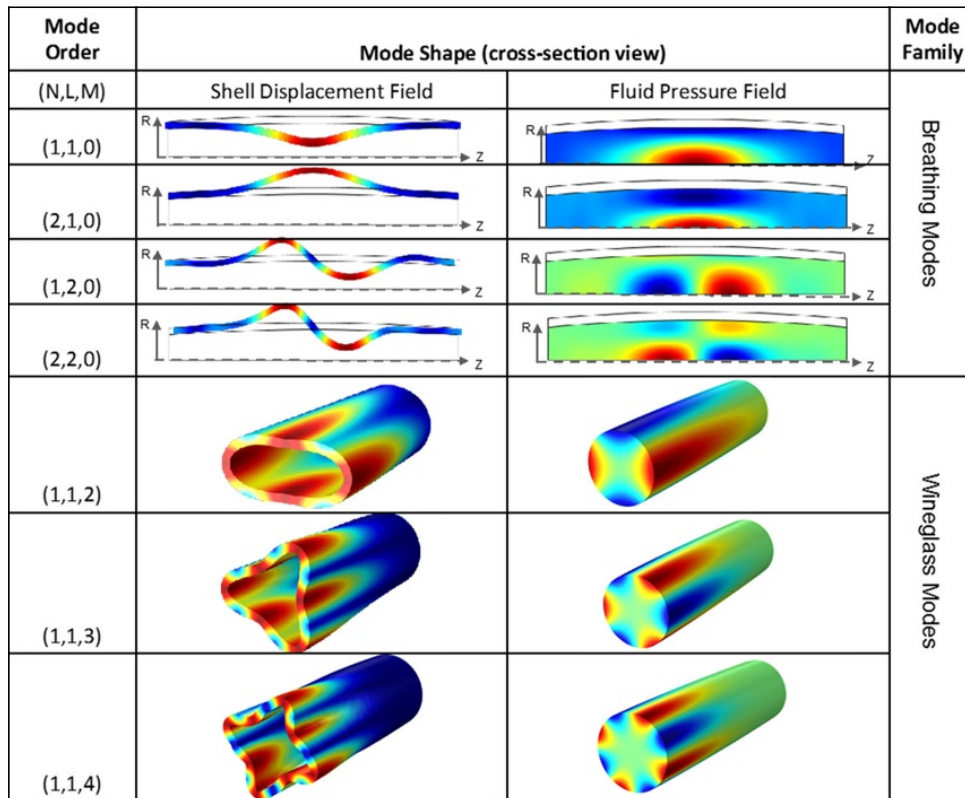 Mode
Order
Mode Shape (cross-section view)
Mode
Family
(N,L,M)
Shell Displacement Field
Fluid Pressure Field
(1,1,0)
R
Z
R
Z
Breathing Modes
(2,1,0)
R
Z
R
Z
(1,2,0)
R
Z
R
Z
(2,2,0)
R
Z
R
Z
(1,1,2)
Wineglass Modes
(1,1,3)
(1,1,4)